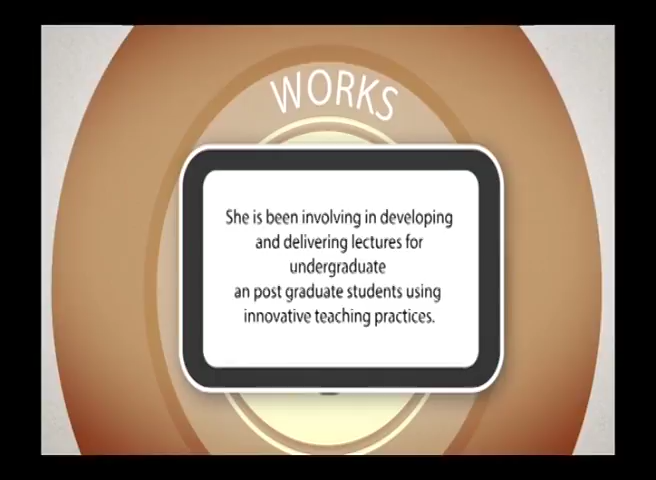 WORKS
She is been involving in developing
and delivering lectures for
undergraduate
an post graduate students using
innovative teaching practices.